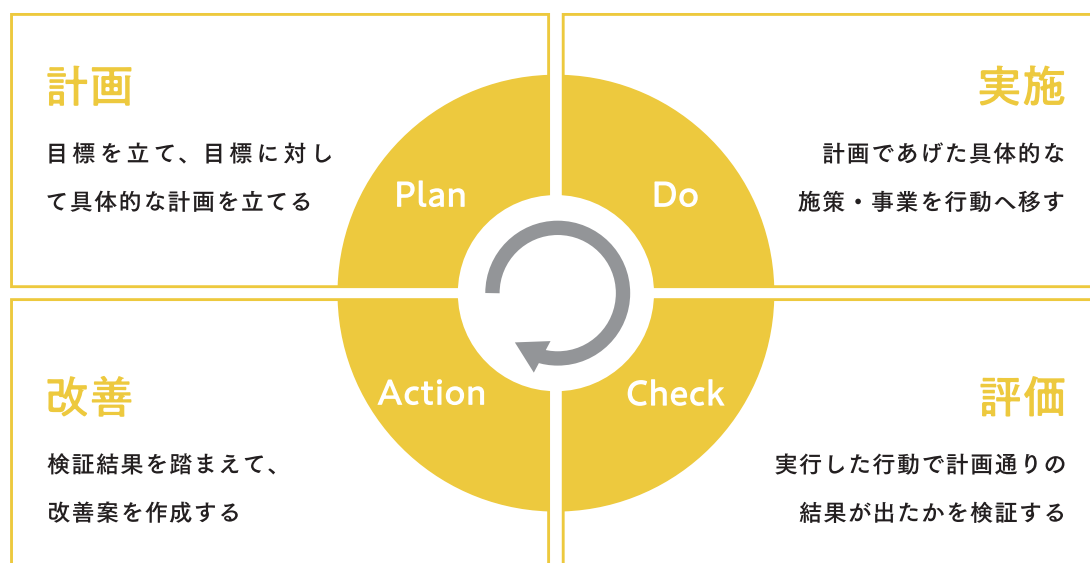 計画
目標を立て、目標に対し
て具体的な計画を立てる
Plan
実施
計画であげた具体的な
施策・事業を行動へ移す
Do
改善
検証結果を踏まえて、
改善案を作成する
Action
評価
実行した行動で計画通りの
結果が出たかを検証する
Check